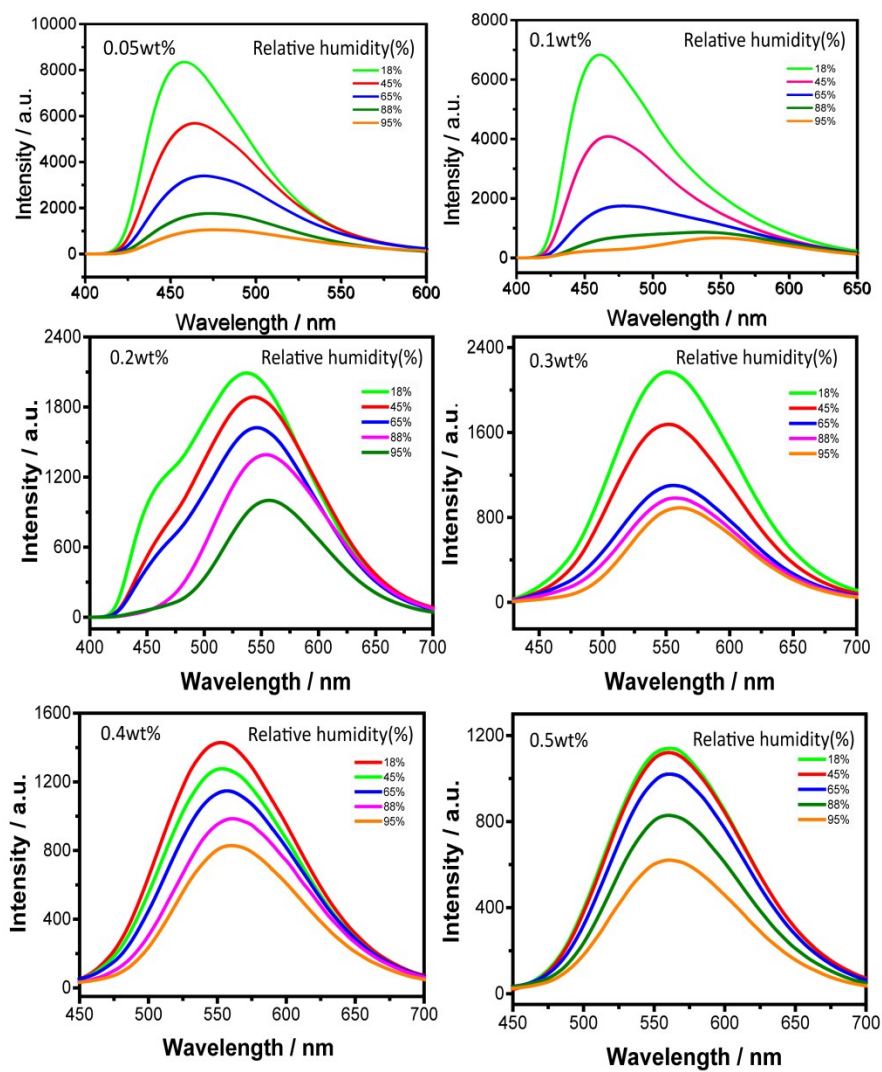 0.05wt% Relative humidity(%)
18%
45%
65%
88%
95%
10000
8000
6000
4000
2000
0
Intensity / a.u.
400 450 500 550 600
Wavelength / nm
0.1wt% Relative humidity(%)
18%
45%
65%
88%
95%
8000
6000
4000
2000
0
Intensity / a.u.
400 450 500 550 600 650
Wavelength / nm
0.2wt% Relative humidity(%)
18%
45%
65%
88%
95%
2400
1800
1200
600
0
Intensity / a.u.
400 450 500 550 600 650 700
Wavelength / nm
0.3wt% Relative humidity(%)
18%
45%
65%
88%
95%
2400
1600
800
0
Intensity / a.u.
450 500 550 600 650 700
Wavelength / nm
0.4wt% Relative humidity(%)
18%
45%
65%
88%
95%
1600
1200
800
400
0
Intensity / a.u.
450 500 550 600 650 700
Wavelength / nm
0.5wt% Relative humidity(%)
18%
45%
65%
88%
95%
1200
800
400
0
Intensity / a.u.
450 500 550 600 650 700
Wavelength / nm